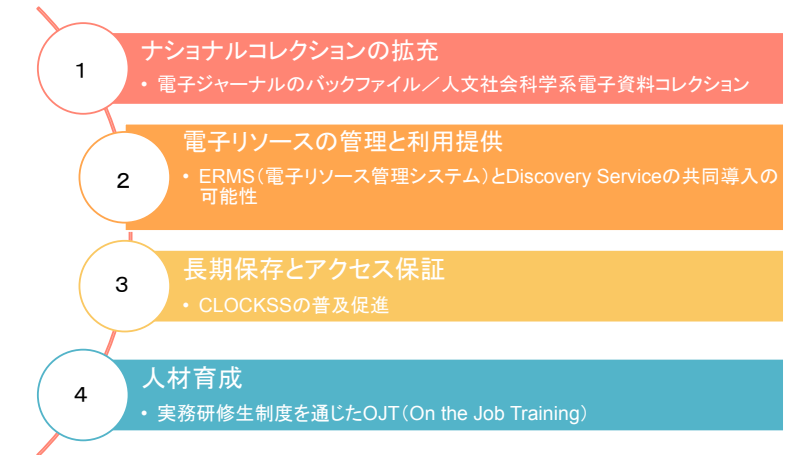 1
ナショナルコレクションの拡充
• 電子ジャーナルのバックファイル／人文社会科学系電子資料コレクション
2
電子リソースの管理と利用提供
• ERMS（電子リソース管理システム）とDiscovery Serviceの共同導入の
可能性
3
長期保存とアクセス保証
• CLOCKSSの普及促進
4
人材育成
• 実務研修生制度を通じたOJT（On the Job Training）